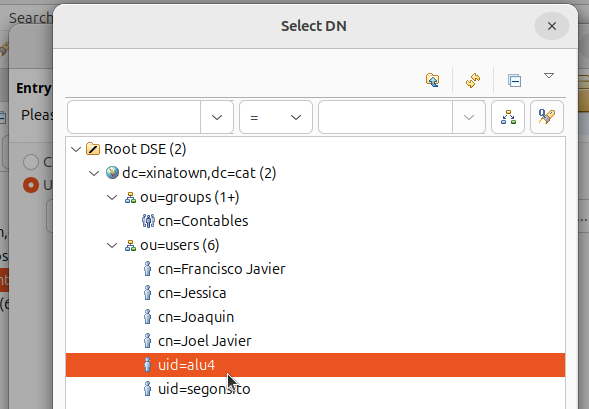 Search
Select DN
Entry
Pleas
C
U
=
Root DSE (2)
dc=xinatown,dc=cat (2)
ou=groups (1+)
cn=Contables
ou=users (6)
cn=Francisco Javier
cn=Jessica
cn=Joaquin
cn=Joel Javier
uid=alu4
uid=segonsito